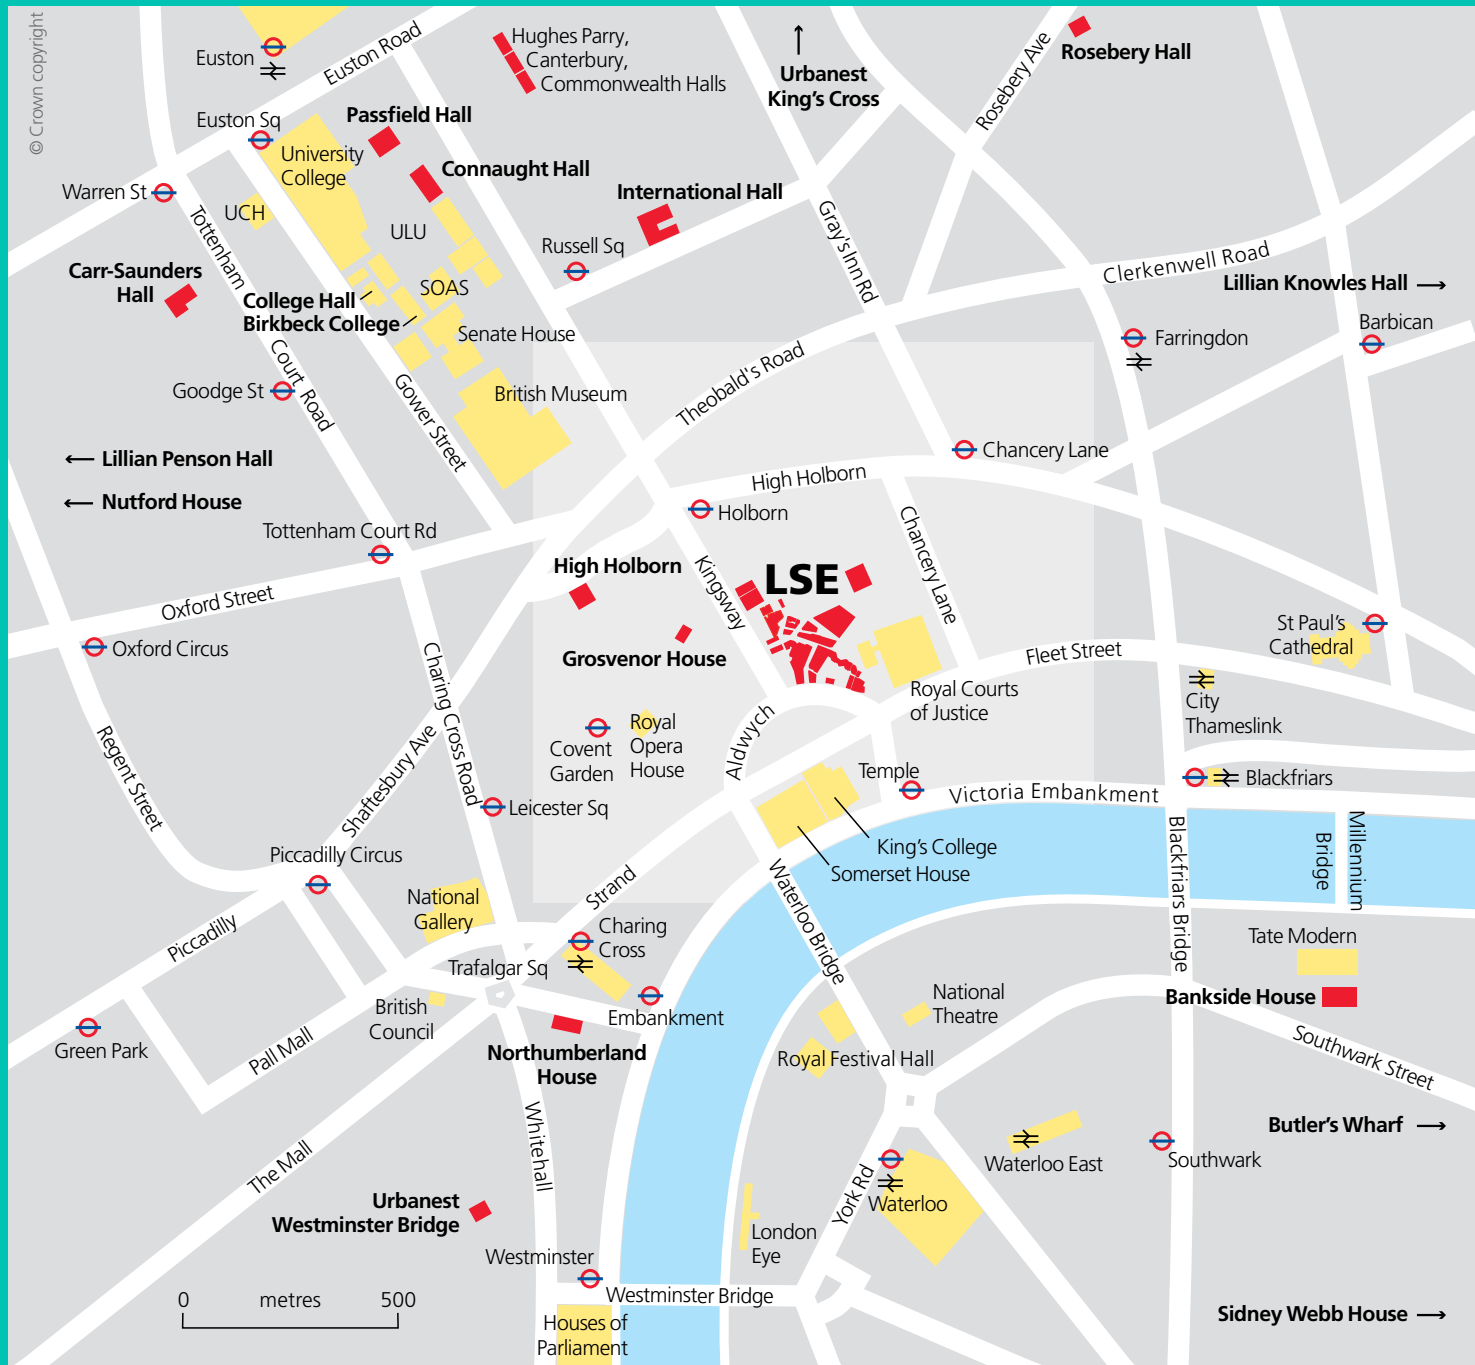 © Crown copyright
Euston
Euston Road
Hughes Parry,
Canterbury,
Commonwealth Halls
Urbanest
King's Cross
Rosebery Ave
Rosebery Hall
Euston Sq
Passfield Hall
University
College
Connaught Hall
International Hall
Warren St
UCH
ULU
Russell Sq
Tottenham
Court Road
Gray's Inn Rd
Clerkenwell Road
Carr-Saunders
Hall
College Hall
Birkbeck College
SOAS
Senate House
Lillian Knowles Hall →
Farringdon
Barbican
Goodge St
Gower Street
British Museum
Theobald's Road
← Lillian Penson Hall
← Nutford House
High Holborn
Chancery Lane
Tottenham Court Rd
Holborn
Chancery Lane
High Holborn
Kingsway
LSE
Oxford Street
Oxford Circus
Grosvenor House
St Paul's
Cathedral
Fleet Street
Charing Cross Road
Royal Courts
of Justice
City
Thameslink
Regent Street
Shaftesbury Ave
Covent
Garden
Royal
Opera
House
Aldwych
Temple
Victoria Embankment
Blackfriars
Leicester Sq
Piccadilly Circus
King's College
Somerset House
Blackfriars Bridge
Millennium
Bridge
National
Gallery
Strand
Waterloo Bridge
Piccadilly
Charing
Cross
Trafalgar Sq
Tate Modern
Bankside House
British
Council
Embankment
National
Theatre
Green Park
Pall Mall
Northumberland
House
Royal Festival Hall
Southwark Street
Whitehall
Butler's Wharf →
The Mall
Waterloo East
Southwark
York Rd
Waterloo
Urbanest
Westminster Bridge
London
Eye
Westminster
Westminster Bridge
0 metres 500
Houses of
Parliament
Sidney Webb House →